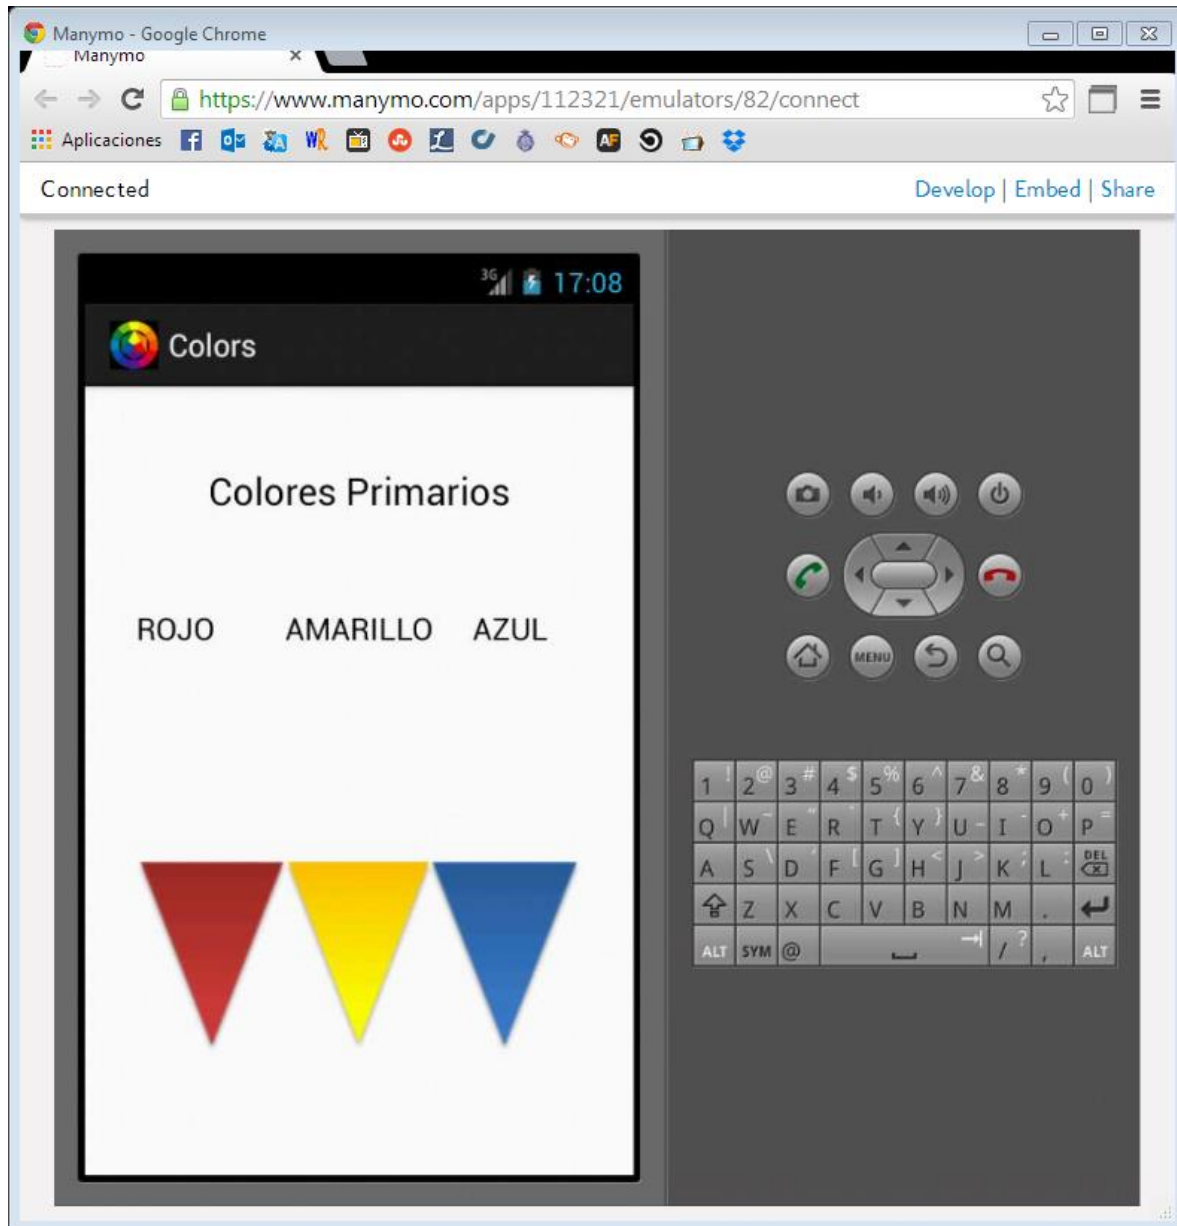 Manymo - Google Chrome
Manymo
https://www.manymo.com/apps/112321/emulators/82/connect
Aplicaciones
Connected
Develop | Embed | Share
3G 17:08
Colors
Colores Primarios
ROJO AMARILLO AZUL
MENU
1 ! 2 @ 3 # 4 $ 5 % 6 ^ 7 & 8 * 9 ( 0 )
Q | W E " R T { Y } U _ I - O + P =
A S \ D ' F [ G ] H < J > K ; L : DEL
Z X C V B N M .
ALT SYM @ / ? , ALT